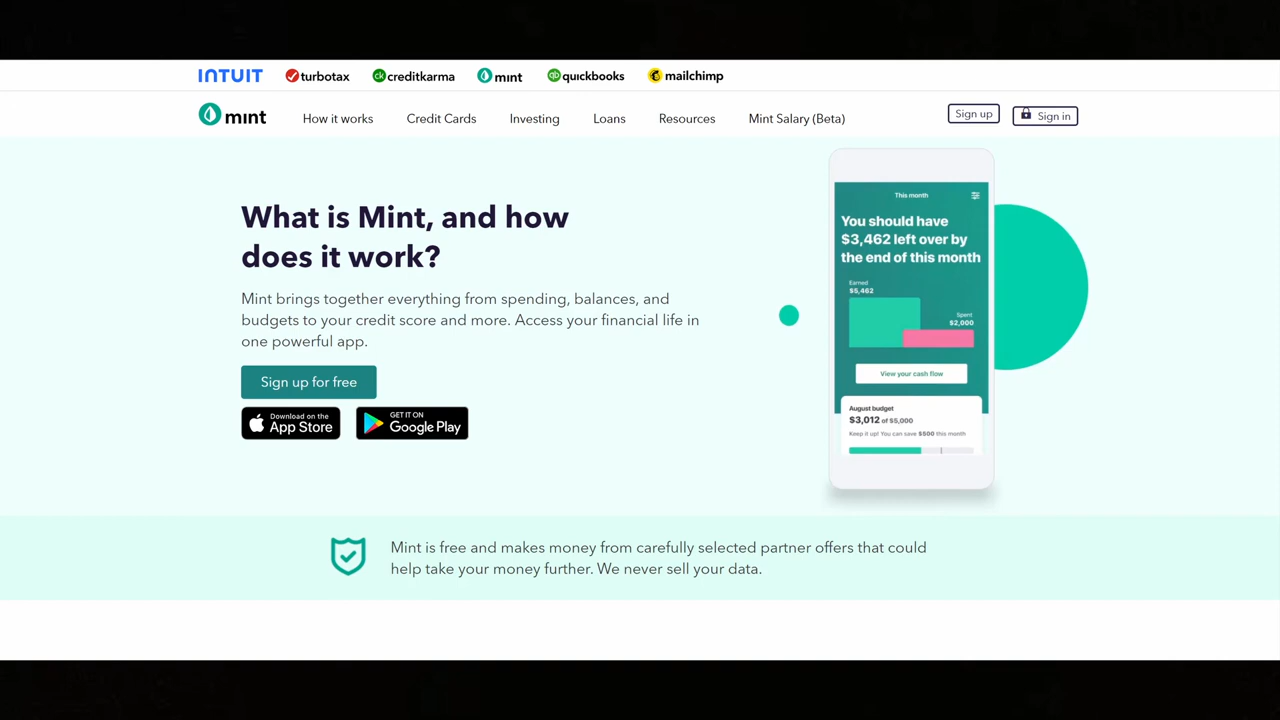 INTUIT turbotax ck creditkarma mint qb quickbooks mailchimp
mint How it works Credit Cards Investing Loans Resources Mint Salary (Beta) Sign up Sign in
What is Mint, and how
does it work?
Mint brings together everything from spending, balances, and
budgets to your credit score and more. Access your financial life in
one powerful app.
Sign up for free
Download on the
App Store
GET IT ON
Google Play
This month
You should have
$3,462 left over by
the end of this month
Earned
$5,462
Spent
$2,000
View your cash flow
August budget
$3,012 of $5,000
Keep it up! You can save $500 this month
Mint is free and makes money from carefully selected partner offers that could
help take your money further. We never sell your data.